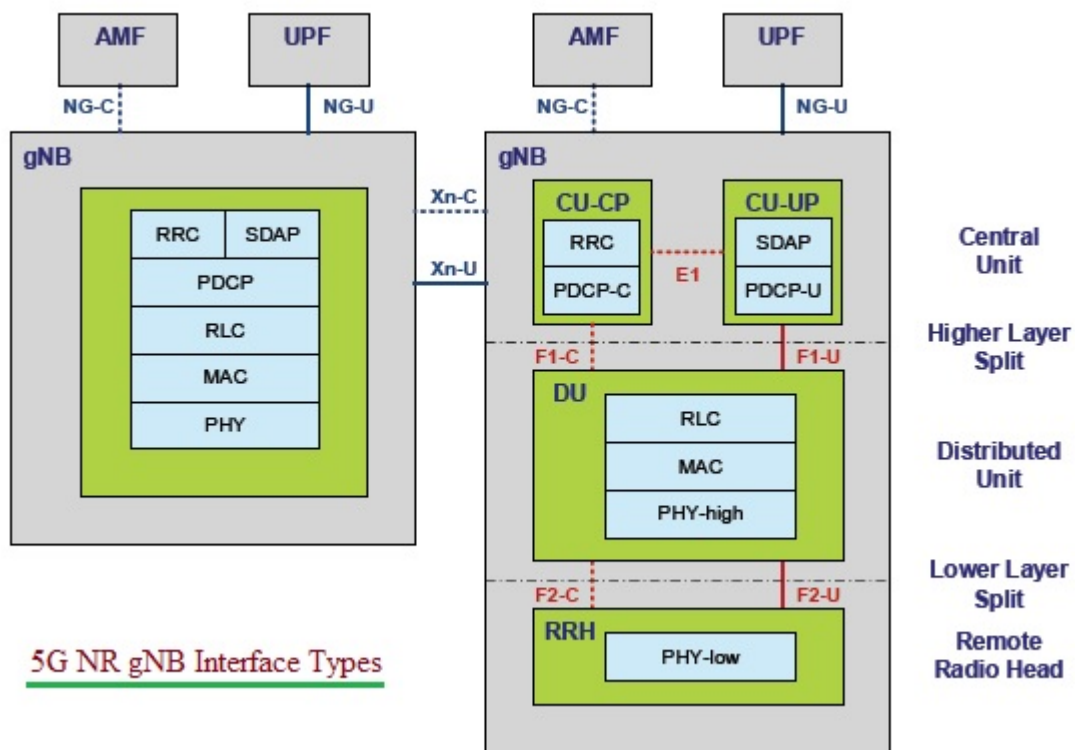 AMF
UPF
NG-C
NG-U
gNB
RRC
SDAP
PDCP
RLC
MAC
PHY
Xn-C
Xn-U
AMF
UPF
NG-C
NG-U
gNB
CU-CP
RRC
PDCP-C
E1
CU-UP
SDAP
PDCP-U
Central
Unit
F1-C
F1-U
Higher Layer
Split
DU
RLC
MAC
PHY-high
Distributed
Unit
F2-C
F2-U
Lower Layer
Split
RRH
PHY-low
Remote
Radio Head
5G NR gNB Interface Types